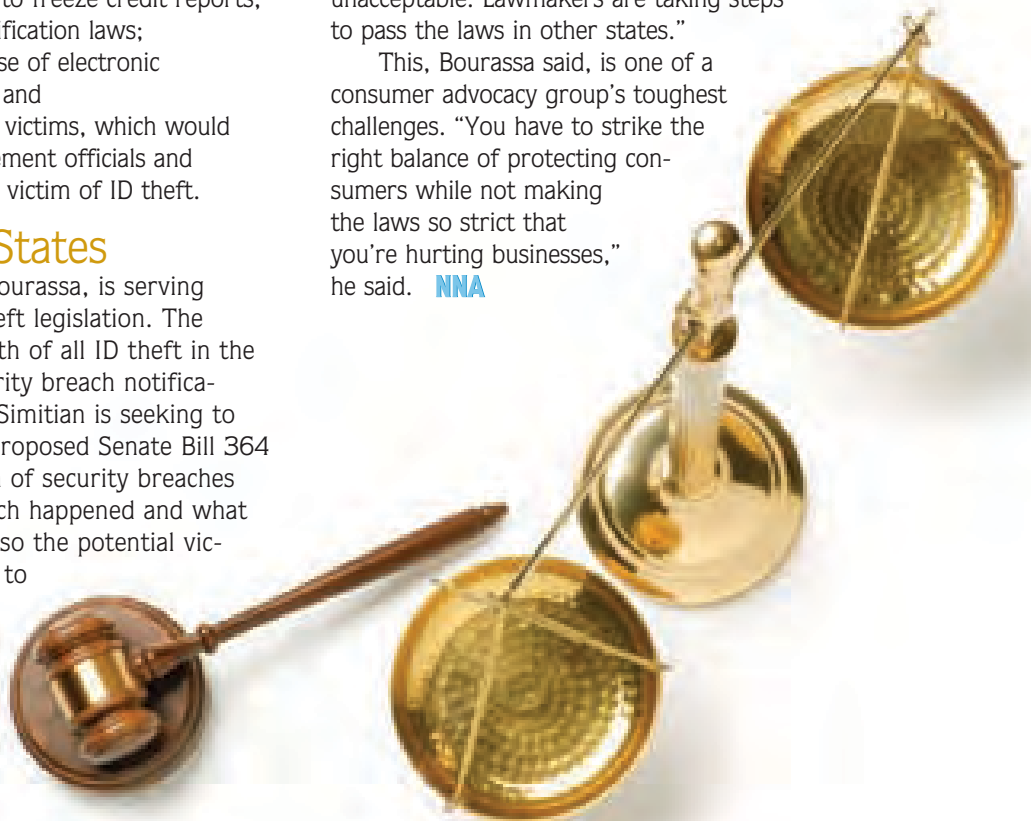 to freeze credit reports,
ification laws;
se of electronic
and
victims, which would
ement officials and
victim of ID theft.
States
ourassa, is serving
eft legislation. The
th of all ID theft in the
rity breach notifica-
Simitian is seeking to
roposed Senate Bill 364
of security breaches
ch happened and what
so the potential vic-
to
unacceptable. Lawmakers are taking steps
to pass the laws in other states.”
This, Bourassa said, is one of a
consumer advocacy group’s toughest
challenges. “You have to strike the
right balance of protecting con-
sumers while not making
the laws so strict that
you’re hurting businesses,”
he said. NNA